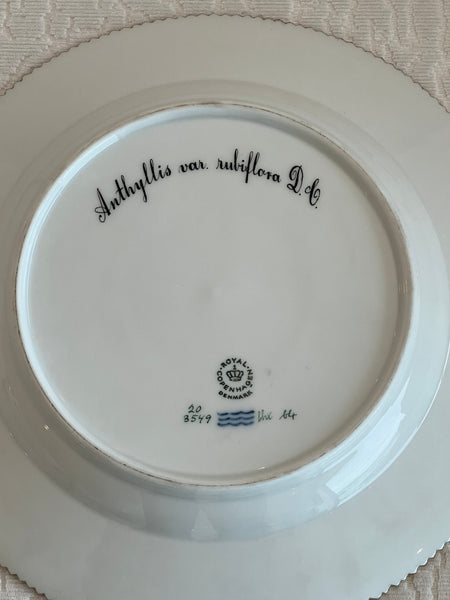 Anthyllis var. rubiflora D.C.
ROYAL
COPENHAGEN
DENMARK
20
3549